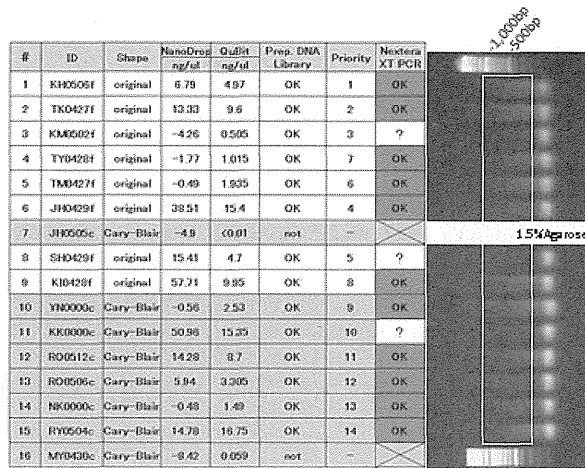 -1,000bp
-500bp
# ID Shape NanoDrop ng/ul QuBit ng/ul Prep. DNA Library Priority Nextera XT PCR
1 KH0506f original 6.79 4.97 OK 1 OK
2 TK0427f original 13.33 9.6 OK 2 OK
3 KM0502f original -4.26 0.505 OK 3 ?
4 TY0428f original -1.77 1.015 OK 7 OK
5 TM0427f original -0.49 1.935 OK 6 OK
6 JH0429f original 38.51 15.4 OK 4 OK
7 JH0505c Cary-Blair -4.9 <0.01 not -
1.5%Agarose
8 SH0429f original 15.41 4.7 OK 5 ?
9 KI0428f original 57.71 9.95 OK 8 OK
10 YN0000c Cary-Blair -0.56 2.53 OK 9 OK
11 KK0000c Cary-Blair 50.96 15.35 OK 10 ?
12 RO0512c Cary-Blair 14.28 8.7 OK 11 OK
13 RO0506c Cary-Blair 5.94 3.305 OK 12 OK
14 NK0000c Cary-Blair -0.48 1.49 OK 13 OK
15 RY0504c Cary-Blair 14.78 16.75 OK 14 OK
16 MY0430c Cary-Blair -8.42 0.059 not -